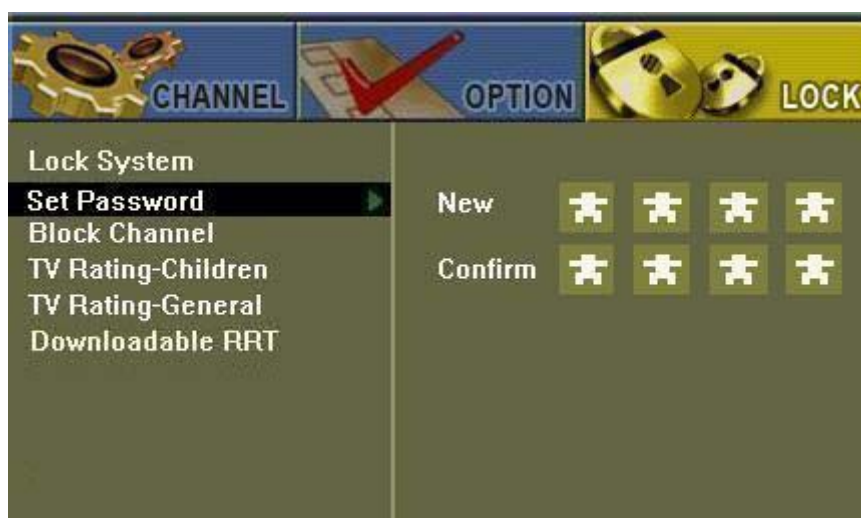 CHANNEL
OPTION
LOCK
Lock System
Set Password
Block Channel
TV Rating-Children
TV Rating-General
Downloadable RRT
New
Confirm